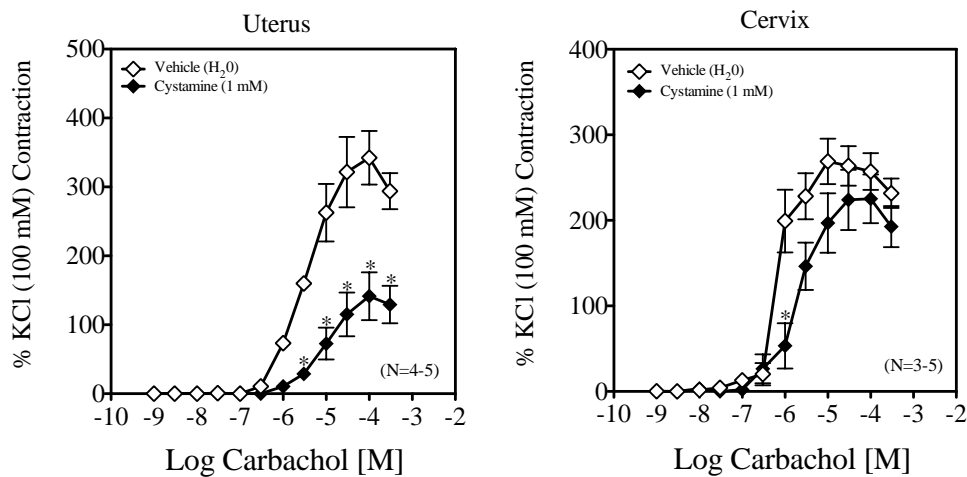 Uterus
500
400
300
200
100
0
% KCl (100 mM) Contraction
Vehicle (H20)
Cystamine (1 mM)
* * * * *
(N=4-5)
-10 -9 -8 -7 -6 -5 -4 -3 -2
Log Carbachol [M]
Cervix
400
300
200
100
0
% KCl (100 mM) Contraction
Vehicle (H20)
Cystamine (1 mM)
*
(N=3-5)
-10 -9 -8 -7 -6 -5 -4 -3 -2
Log Carbachol [M]